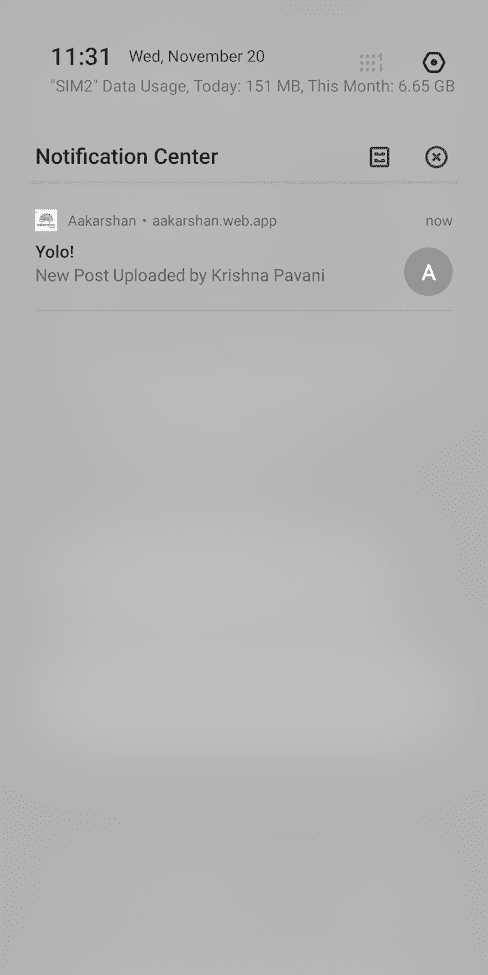 11:31 Wed, November 20
"SIM2" Data Usage, Today: 151 MB, This Month: 6.65 GB
Notification Center
Aakarshan • aakarshan.web.app now
Yolo!
New Post Uploaded by Krishna Pavani
A